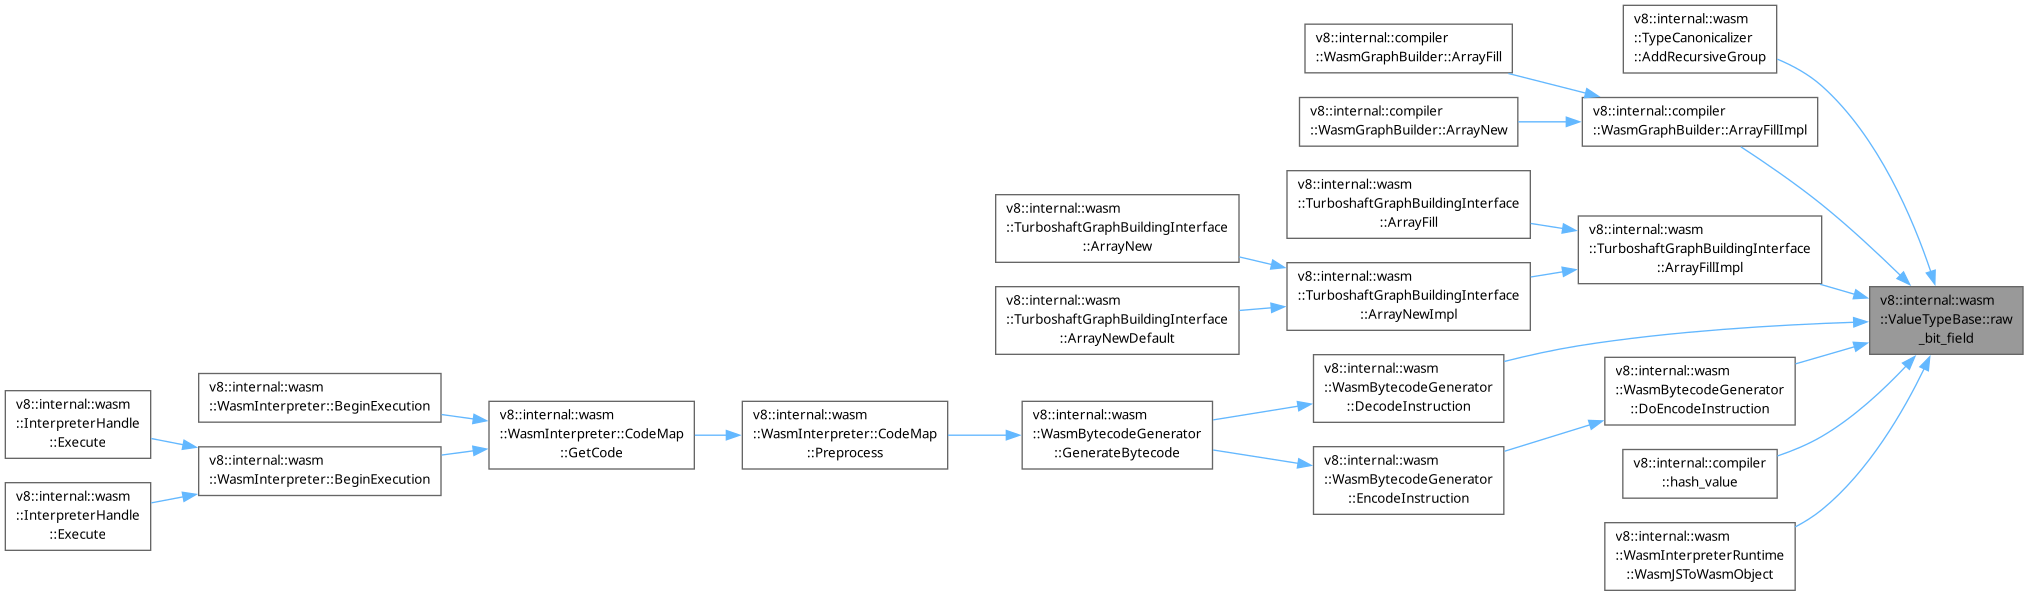 v8::internal::wasm
::TypeCanonicalizer
::AddRecursiveGroup
v8::internal::compiler
::WasmGraphBuilder::ArrayFill
v8::internal::compiler
::WasmGraphBuilder::ArrayNew
v8::internal::compiler
::WasmGraphBuilder::ArrayFillImpl
v8::internal::wasm
::TurboshaftGraphBuildingInterface
::ArrayFill
v8::internal::wasm
::TurboshaftGraphBuildingInterface
::ArrayNew
v8::internal::wasm
::TurboshaftGraphBuildingInterface
::ArrayFillImpl
v8::internal::wasm
::TurboshaftGraphBuildingInterface
::ArrayNewImpl
v8::internal::wasm
::TurboshaftGraphBuildingInterface
::ArrayNewDefault
v8::internal::wasm
::ValueTypeBase::raw
_bit_field
v8::internal::wasm
::WasmBytecodeGenerator
::DecodeInstruction
v8::internal::wasm
::WasmBytecodeGenerator
::DoEncodeInstruction
v8::internal::wasm
::WasmInterpreter::BeginExecution
v8::internal::wasm
::InterpreterHandle
::Execute
v8::internal::wasm
::WasmInterpreter::CodeMap
::GetCode
v8::internal::wasm
::WasmInterpreter::CodeMap
::Preprocess
v8::internal::wasm
::WasmBytecodeGenerator
::GenerateBytecode
v8::internal::wasm
::WasmInterpreter::BeginExecution
v8::internal::wasm
::WasmBytecodeGenerator
::EncodeInstruction
v8::internal::compiler
::hash_value
v8::internal::wasm
::InterpreterHandle
::Execute
v8::internal::wasm
::WasmInterpreterRuntime
::WasmJSToWasmObject